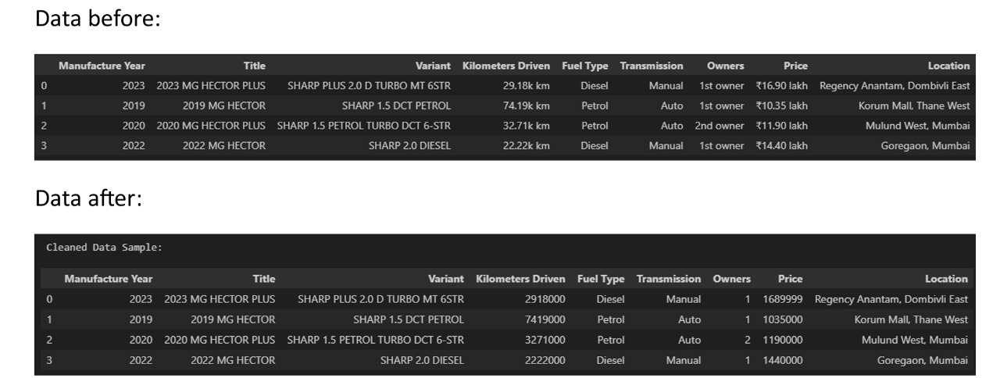 Data before:
Manufacture Year Title Variant Kilometers Driven Fuel Type Transmission Owners Price Location
0 2023 2023 MG HECTOR PLUS SHARP PLUS 2.0 D TURBO MT 6STR 29.18k km Diesel Manual 1st owner ₹16.90 lakh Regency Anantam, Dombivli East
1 2019 2019 MG HECTOR SHARP 1.5 DCT PETROL 74.19k km Petrol Auto 1st owner ₹10.35 lakh Korum Mall, Thane West
2 2020 2020 MG HECTOR PLUS SHARP 1.5 PETROL TURBO DCT 6-STR 32.71k km Petrol Auto 2nd owner ₹11.90 lakh Mulund West, Mumbai
3 2022 2022 MG HECTOR SHARP 2.0 DIESEL 22.22k km Diesel Manual 1st owner ₹14.40 lakh Goregaon, Mumbai
Data after:
Cleaned Data Sample:
Manufacture Year Title Variant Kilometers Driven Fuel Type Transmission Owners Price Location
0 2023 2023 MG HECTOR PLUS SHARP PLUS 2.0 D TURBO MT 6STR 2918000 Diesel Manual 1 1689999 Regency Anantam, Dombivli East
1 2019 2019 MG HECTOR SHARP 1.5 DCT PETROL 7419000 Petrol Auto 1 1035000 Korum Mall, Thane West
2 2020 2020 MG HECTOR PLUS SHARP 1.5 PETROL TURBO DCT 6-STR 3271000 Petrol Auto 2 1190000 Mulund West, Mumbai
3 2022 2022 MG HECTOR SHARP 2.0 DIESEL 2222000 Diesel Manual 1 1440000 Goregaon, Mumbai